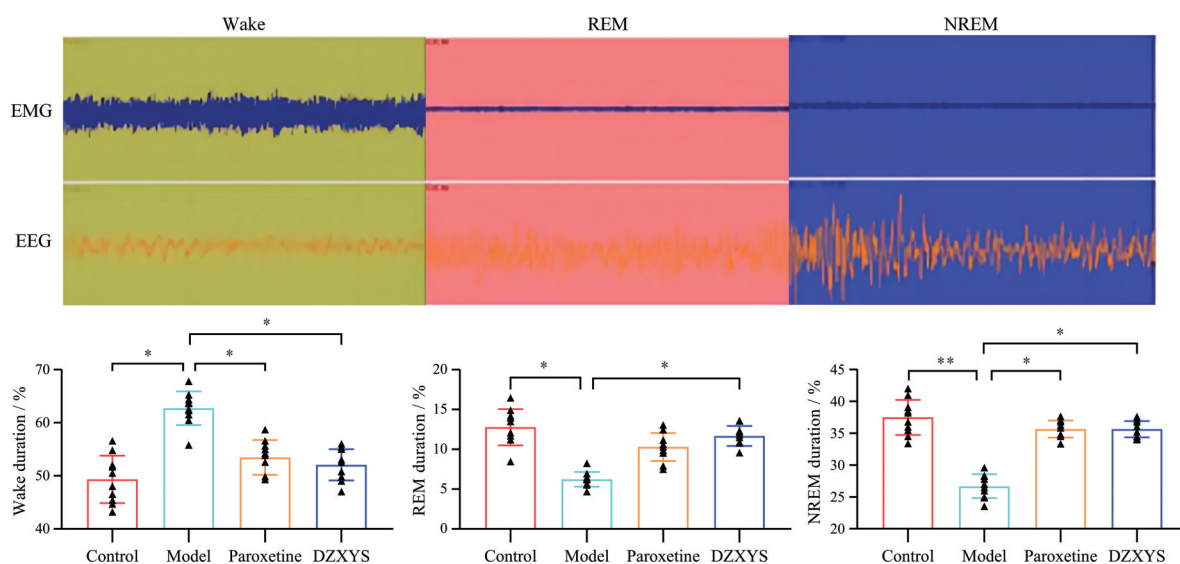 Wake REM NREM
EMG
EEG
* * *
Wake duration / %
70
60
50
40
Control Model Paroxetine DZXYS
* *
REM duration / %
20
15
10
5
0
Control Model Paroxetine DZXYS
** * *
NREM duration / %
45
40
35
30
25
20
Control Model Paroxetine DZXYS